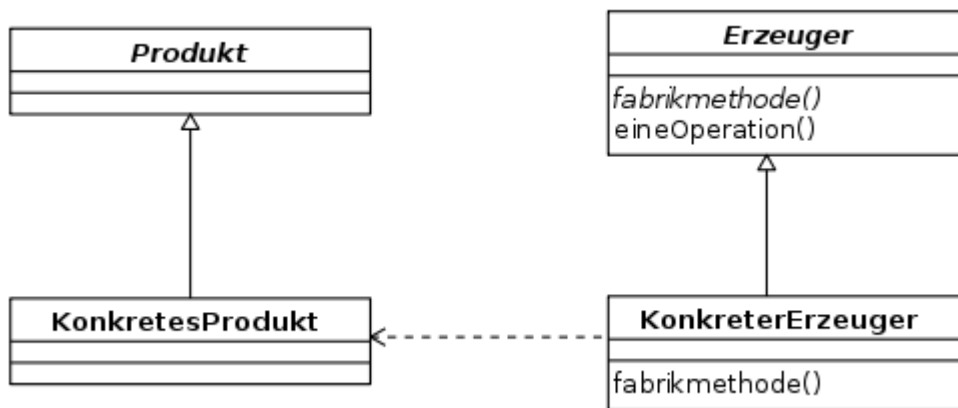 Produkt
Erzeuger
fabrikmethode()
eineOperation()
KonkretesProdukt
KonkreterErzeuger
fabrikmethode()